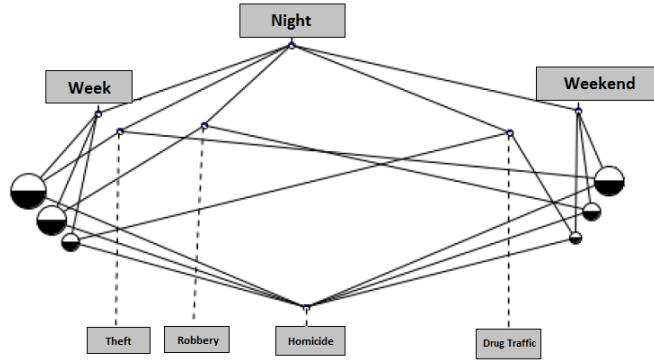 Night
Week
Weekend
Theft
Robbery
Homicide
Drug Traffic